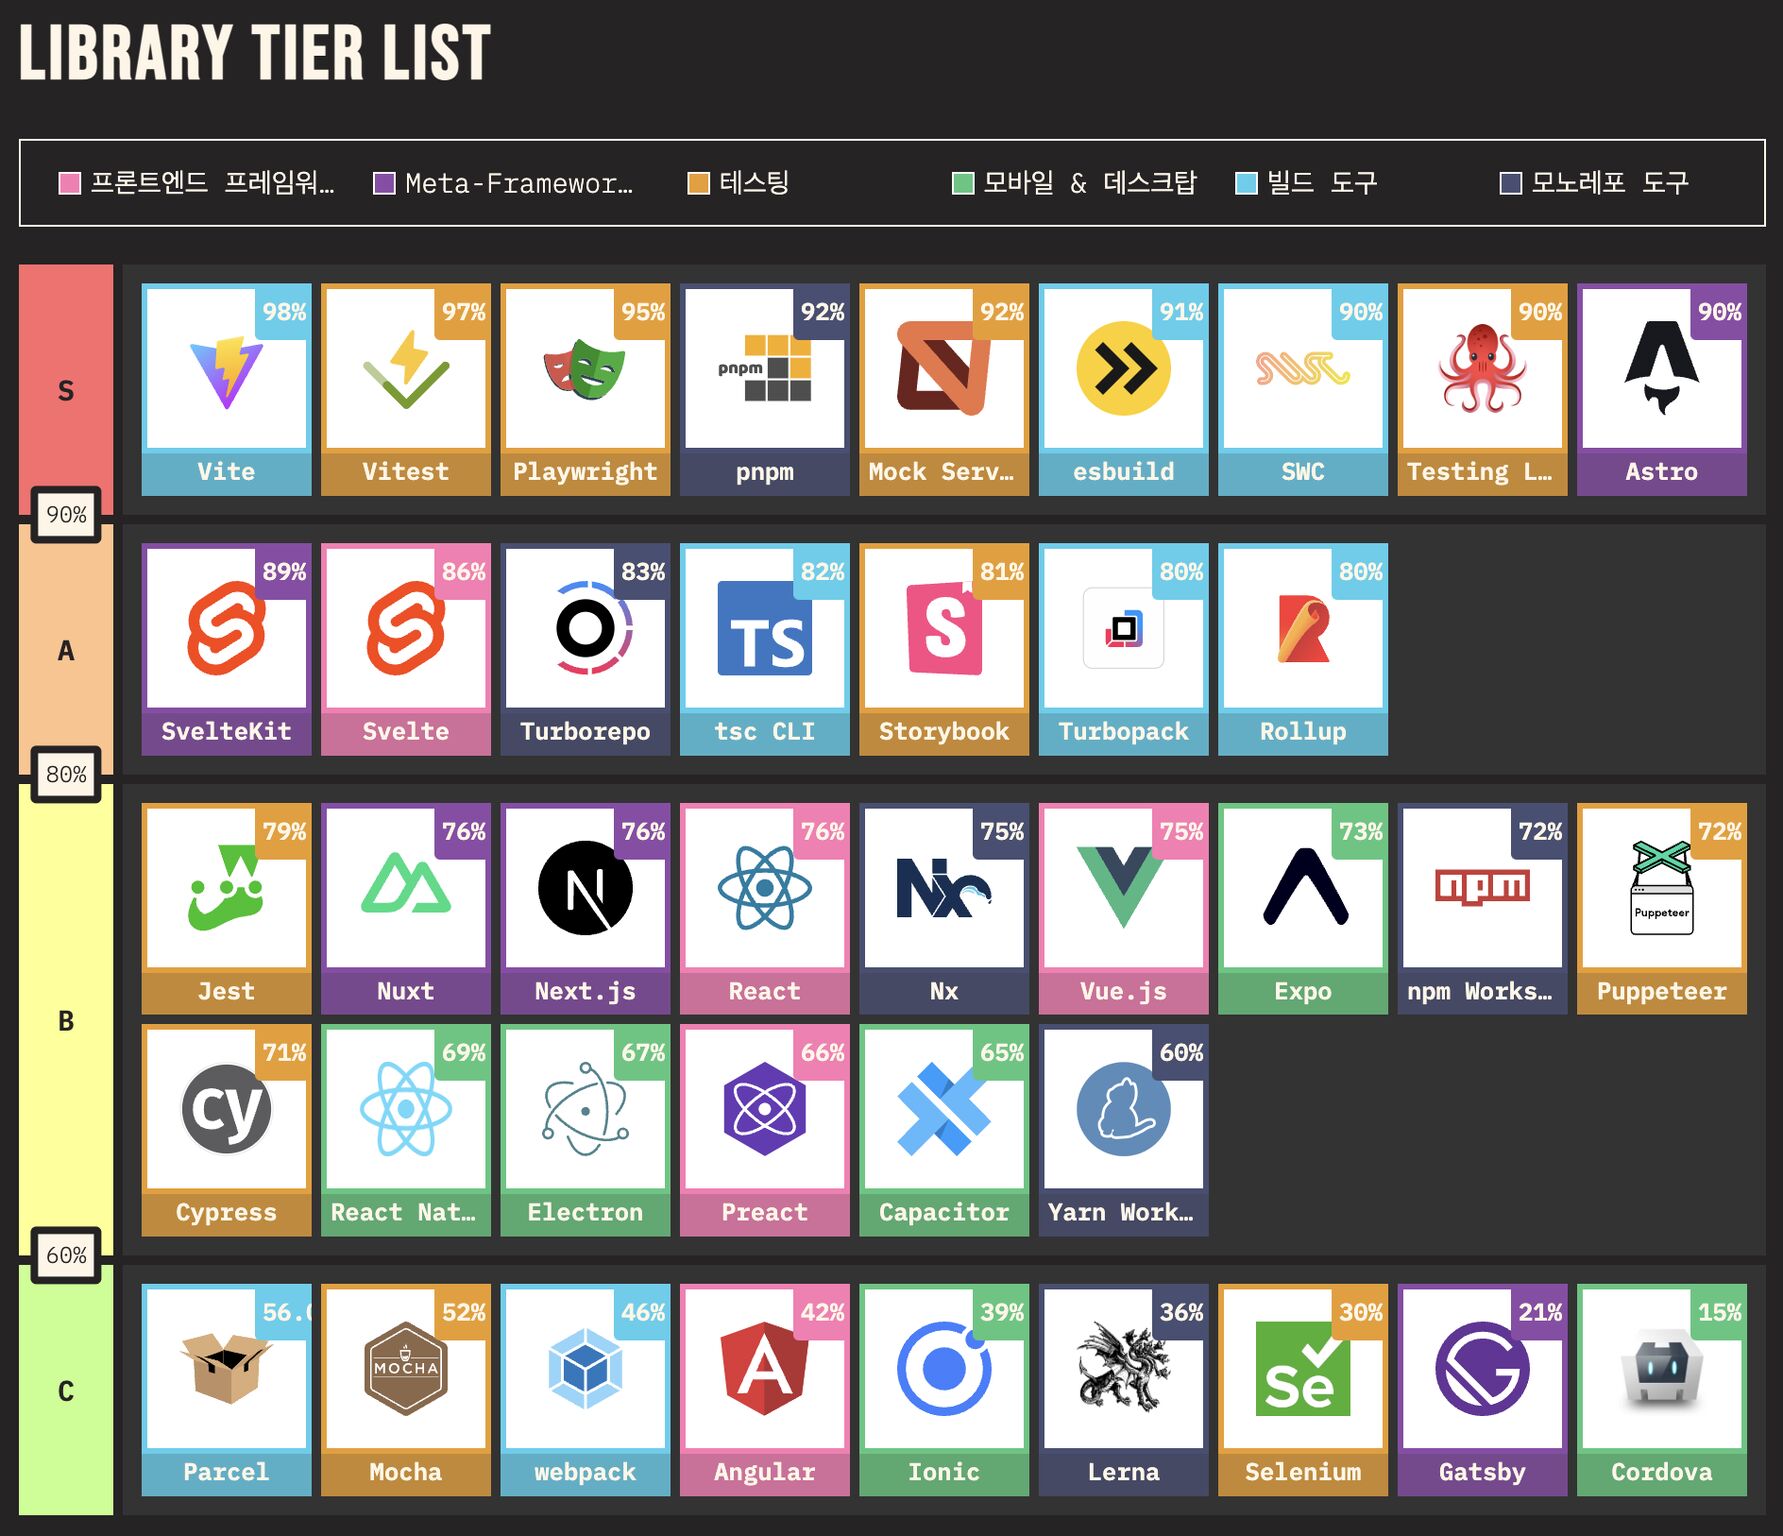 LIBRARY TIER LIST
프론트엔드 프레임워… Meta-Framewor… 테스팅 모바일 & 데스크탑 빌드 도구 모노레포 도구
S
98% 97% 95% 92% 92% 91% 90% 90% 90%
pnpm
Vite Vitest Playwright pnpm Mock Serv… esbuild SWC Testing L… Astro
90%
A
89% 86% 83% 82% 81% 80% 80%
TS S
SvelteKit Svelte Turborepo tsc CLI Storybook Turbopack Rollup
80%
B
79% 76% 76% 76% 75% 75% 73% 72% 72%
N Nx npm Puppeteer
Jest Nuxt Next.js React Nx Vue.js Expo npm Works… Puppeteer
71% 69% 67% 66% 65% 60%
cy
Cypress React Nat… Electron Preact Capacitor Yarn Work…
60%
C
56.0 52% 46% 42% 39% 36% 30% 21% 15%
MOCHA A Se G
Parcel Mocha webpack Angular Ionic Lerna Selenium Gatsby Cordova